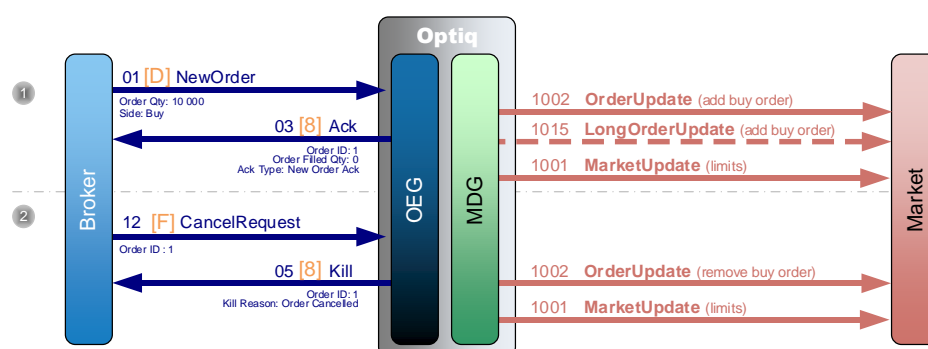 Optiq
1
01 [D] NewOrder
Order Qty: 10 000
Side: Buy
03 [8] Ack
Order ID: 1
Order Filled Qty: 0
Ack Type: New Order Ack
1002 OrderUpdate (add buy order)
1015 LongOrderUpdate (add buy order)
1001 MarketUpdate (limits)
Broker
OEG
MDG
Market
2
12 [F] CancelRequest
Order ID : 1
05 [8] Kill
Order ID: 1
Kill Reason: Order Cancelled
1002 OrderUpdate (remove buy order)
1001 MarketUpdate (limits)